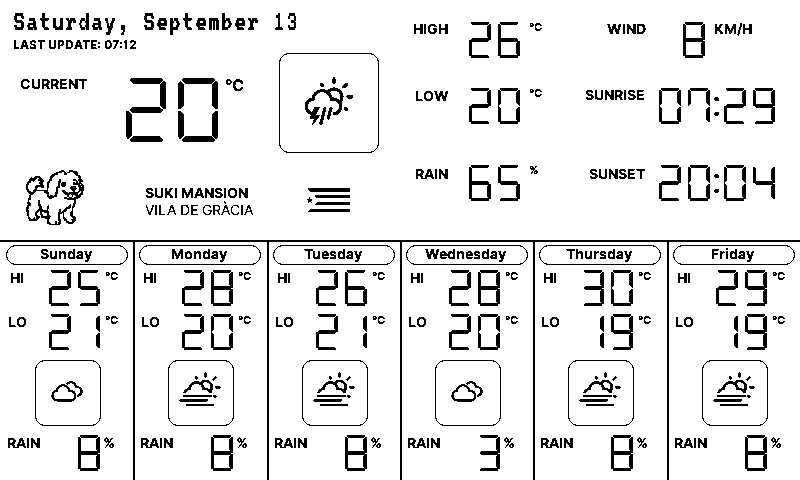 Saturday, September 13
LAST UPDATE: 07:12
CURRENT 20 °C
SUKI MANSION
VILA DE GRÀCIA
HIGH 26 °C
WIND 8 KM/H
LOW 20 °C
SUNRISE 07:29
RAIN 65 %
SUNSET 20:04
Sunday
HI 25 °C
LO 21 °C
RAIN 8 %
Monday
HI 28 °C
LO 20 °C
RAIN 8 %
Tuesday
HI 26 °C
LO 21 °C
RAIN 8 %
Wednesday
HI 28 °C
LO 20 °C
RAIN 3 %
Thursday
HI 30 °C
LO 19 °C
RAIN 8 %
Friday
HI 29 °C
LO 19 °C
RAIN 8 %